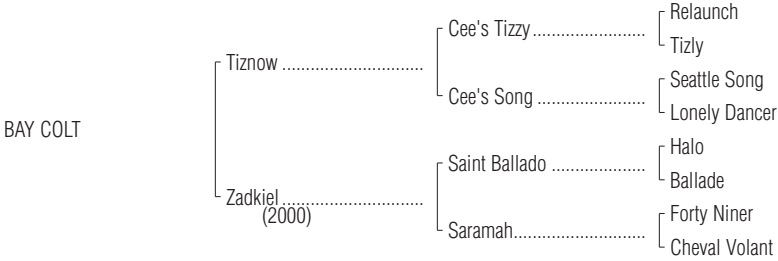 Relaunch
Cee's Tizzy..........................
Tizly
Tiznow ................................
Seattle Song
Cee's Song .........................
Lonely Dancer
BAY COLT
Halo
Saint Ballado ......................
Ballade
Zadkiel................................
(2000)
Forty Niner
Saramah..............................
Cheval Volant